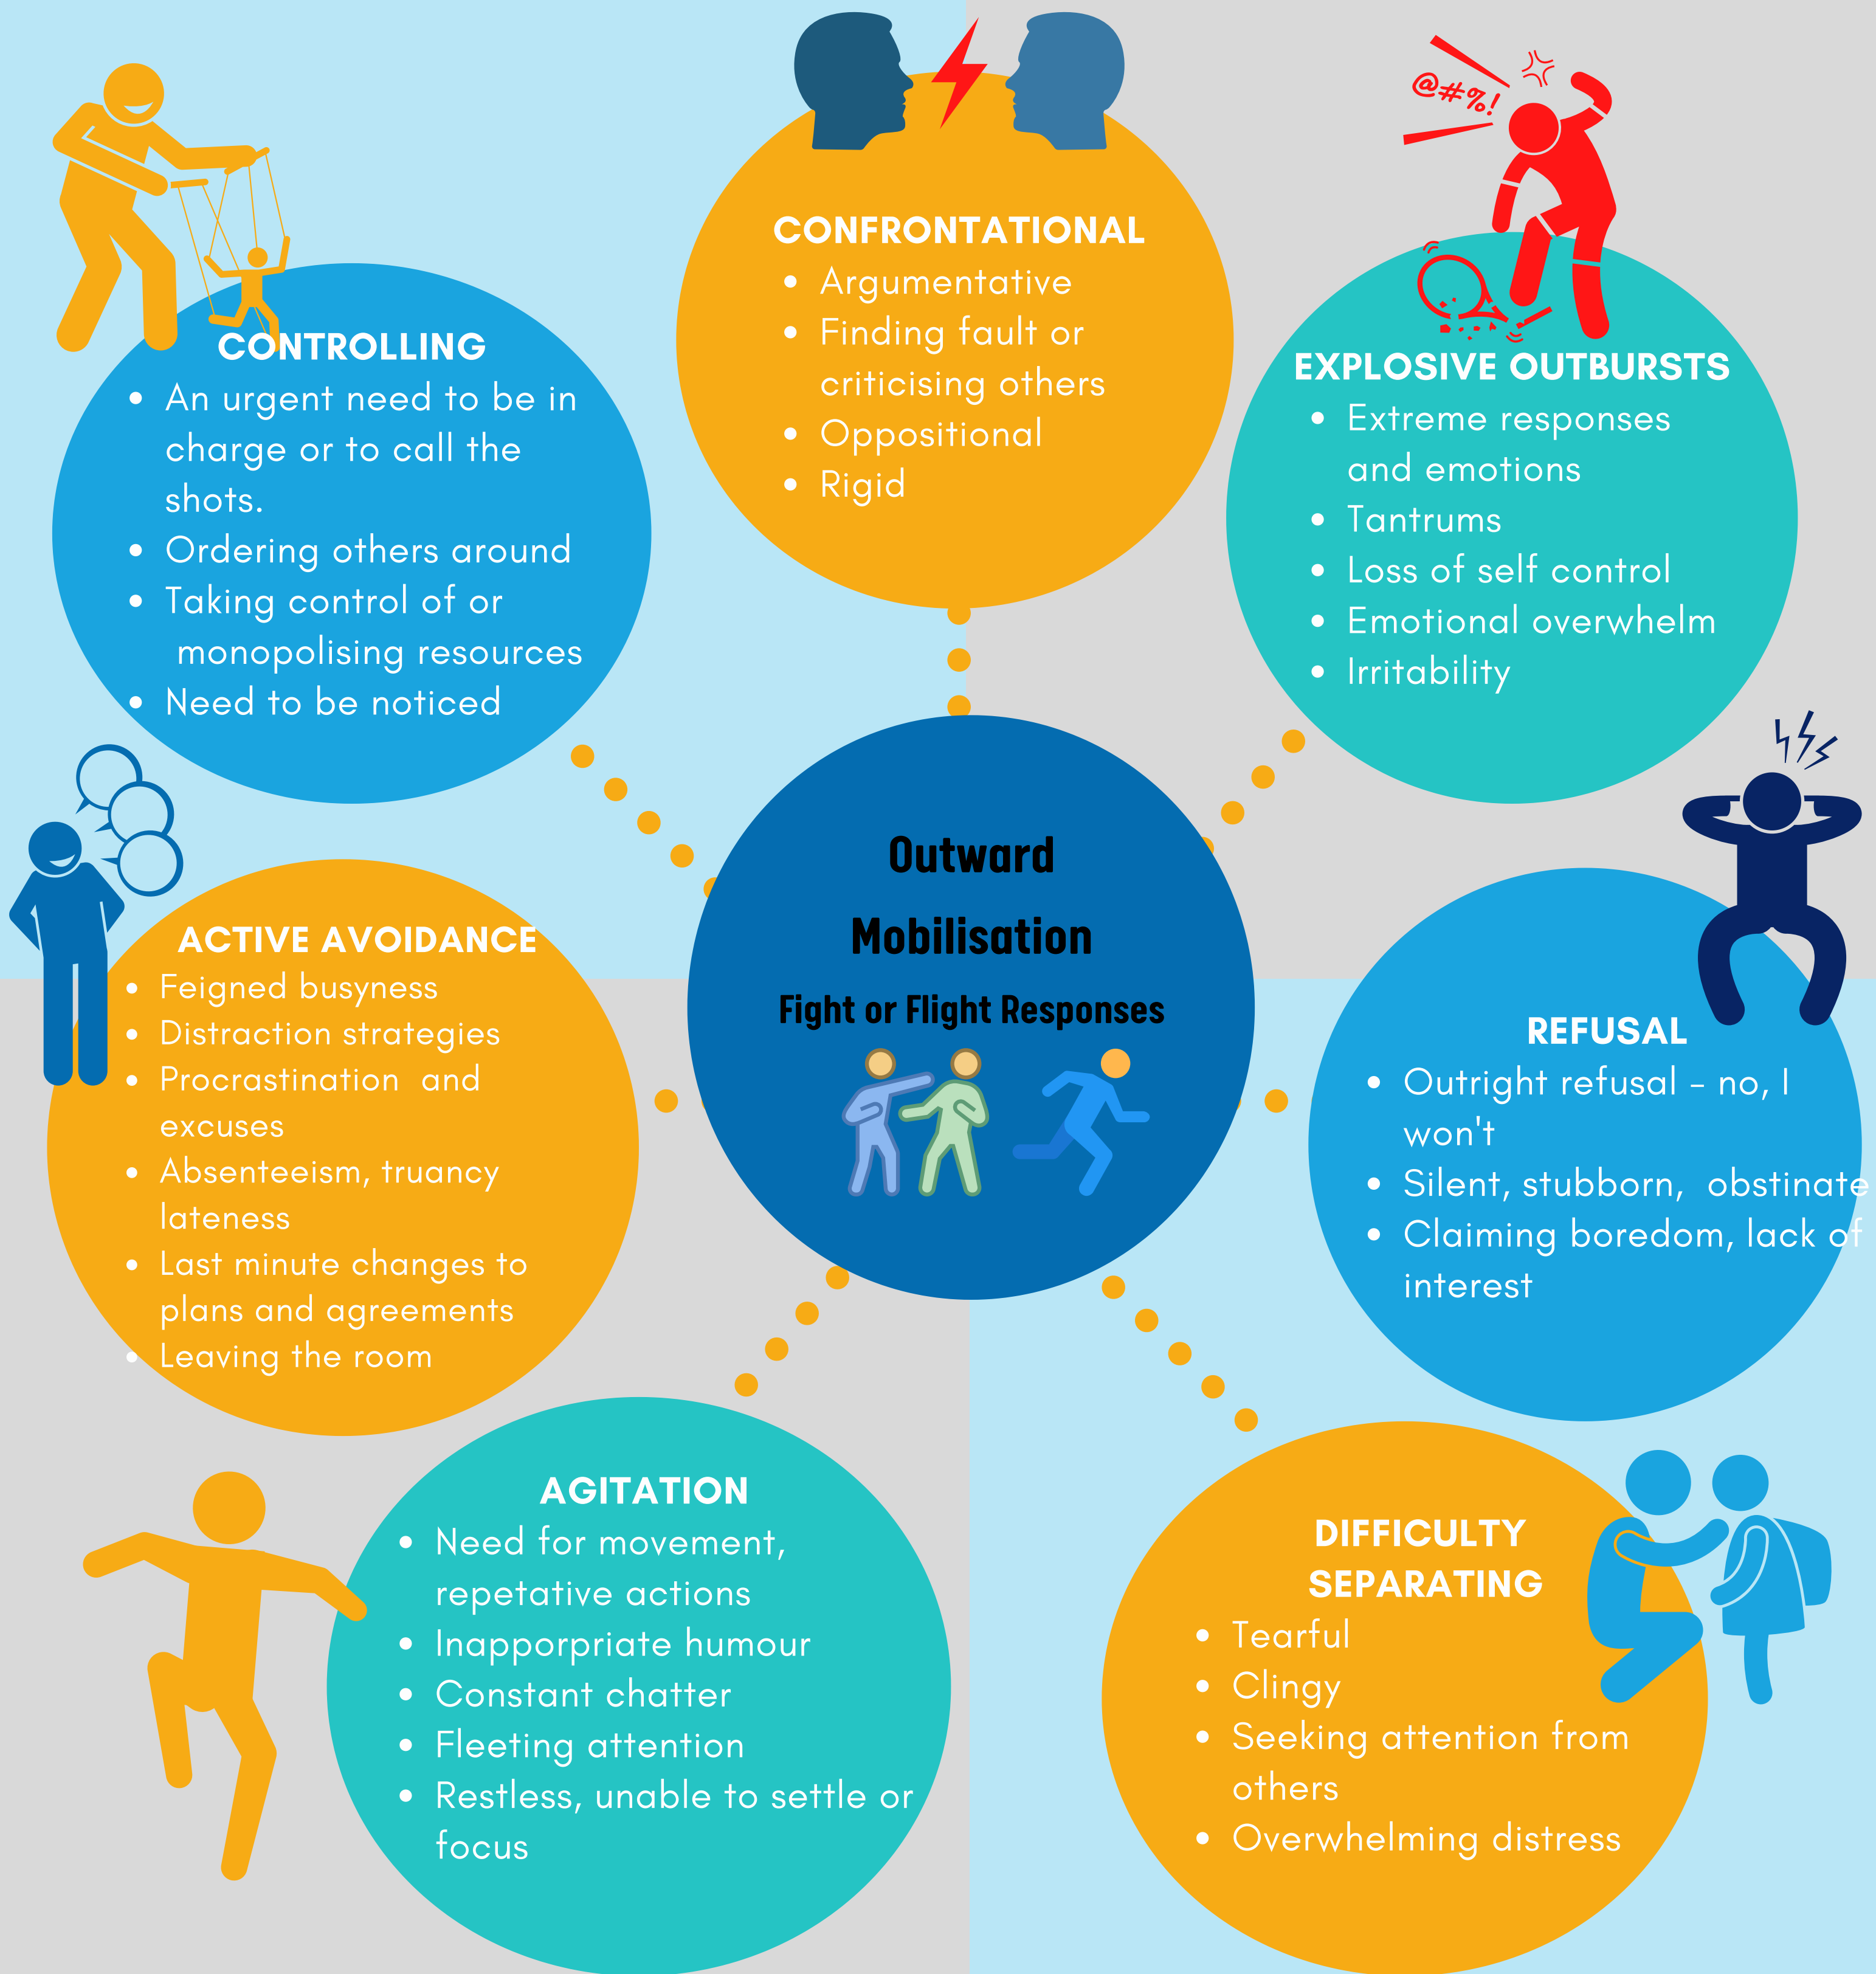 @#%!
CONFRONTATIONAL
• Argumentative
• Finding fault or
criticising others
• Oppositional
• Rigid
CONTROLLING
• An urgent need to be in
charge or to call the
shots.
• Ordering others around
• Taking control of or
monopolising resources
• Need to be noticed
EXPLOSIVE OUTBURSTS
• Extreme responses
and emotions
• Tantrums
• Loss of self control
• Emotional overwhelm
• Irritability
Outward
Mobilisation
Fight or Flight Responses
ACTIVE AVOIDANCE
• Feigned busyness
• Distraction strategies
• Procrastination and
excuses
• Absenteeism, truancy
lateness
• Last minute changes to
plans and agreements
• Leaving the room
REFUSAL
• Outright refusal - no, I
won't
• Silent, stubborn, obstinate
• Claiming boredom, lack of
interest
AGITATION
• Need for movement,
repetative actions
• Inapporpriate humour
• Constant chatter
• Fleeting attention
• Restless, unable to settle or
focus
DIFFICULTY
SEPARATING
• Tearful
• Clingy
• Seeking attention from
others
• Overwhelming distress